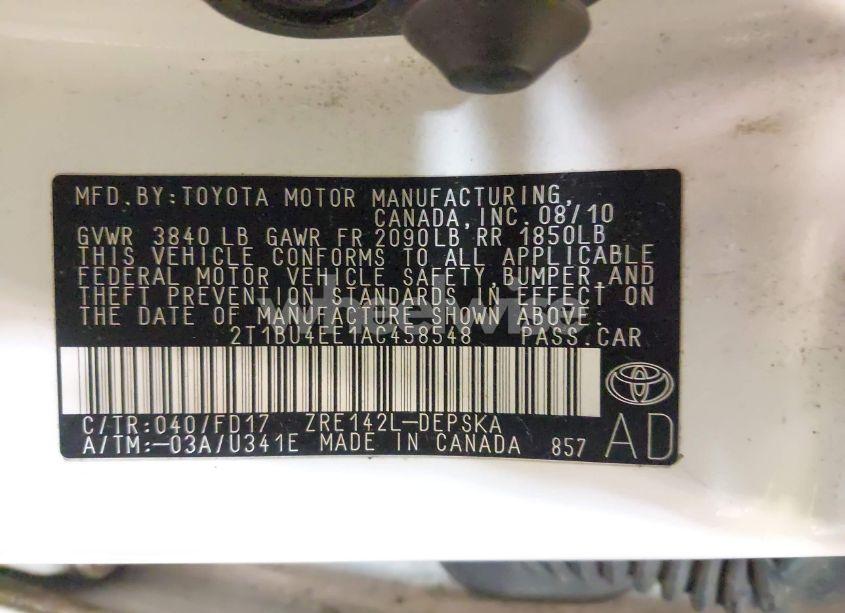 MFD.BY:TOYOTA MOTOR MANUFACTURING,
CANADA,INC.08/10
GVWR 3840 LB GAWR FR 2090LB RR 1850LB
THIS VEHICLE CONFORMS TO ALL APPLICABLE
FEDERAL MOTOR VEHICLE SAFETY,BUMPER,AND
THEFT PREVENTION STANDARDS IN EFFECT ON
THE DATE OF MANUFACTURE SHOWN ABOVE.
wheelwise
2T1BU4EE1AC458548 PASS.CAR
C/TR:040/FD17 ZRE142L-DEPSKA
A/TM:-03A/U341E MADE IN CANADA 857 AD